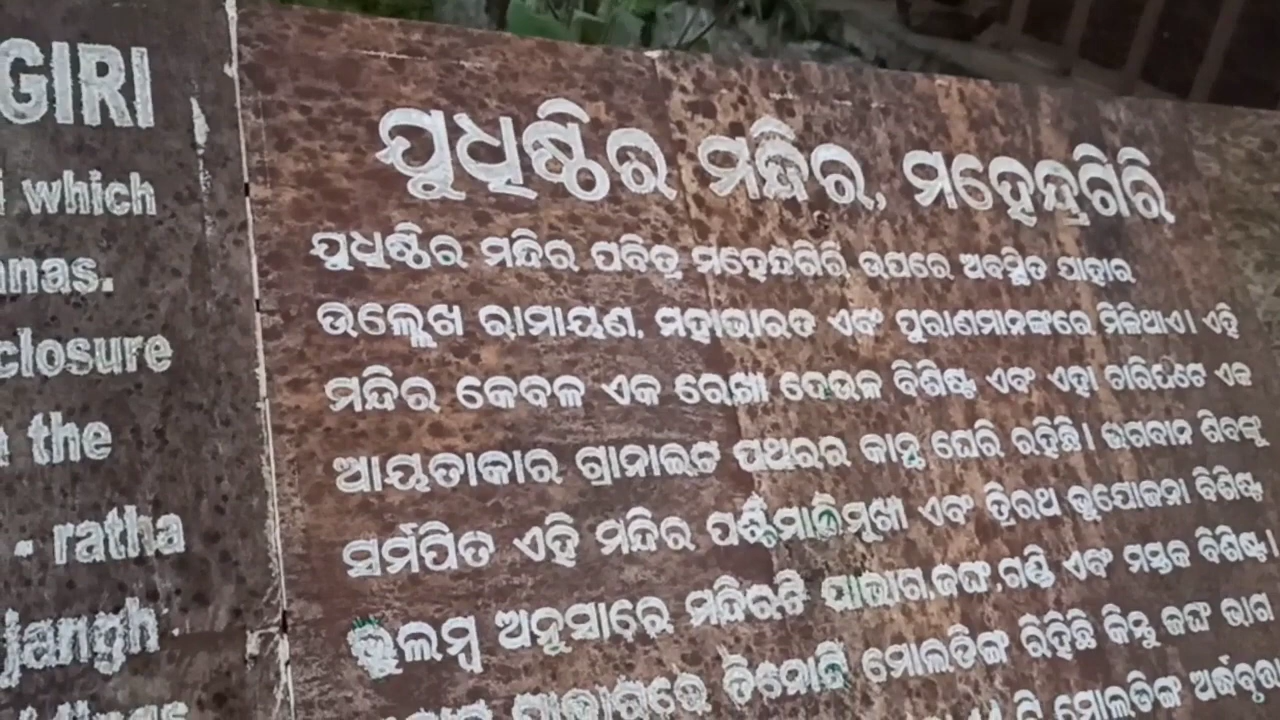 GIRI
which
closure
the
- ratha
jangh
ଯୁଧିଷ୍ଠିର ମନ୍ଦିର, ମହେନ୍ଦ୍ରଗିରି
ଯୁଧିଷ୍ଠିର ମନ୍ଦିର ପବିତ୍ର ମହେନ୍ଦ୍ରଗିରି ଉପରେ ଅବସ୍ଥିତ ଯାହାର
ଉଲ୍ଲେଖ ରାମାୟଣ, ମହାଭାରତ ଏବଂ ପୁରାଣମାନଙ୍କରେ ମିଳିଥାଏ। ଏହି
ମନ୍ଦିର କେବଳ ଏକ ରେଖା ଦେଉଳ ବିଶିଷ୍ଟ ଏବଂ ଏହା ଚାରିପଟେ ଏକ
ଆୟତାକାର ଗ୍ରାନାଇଟ ପଥରର କାନ୍ଥ ଘେରି ରହିଛି। ଭଗବାନ ଶିବଙ୍କୁ
ସର୍ମପିତ ଏହି ମନ୍ଦିର ପଶ୍ଚିମାଭିମୁଖୀ ଏବଂ ତ୍ରିରଥ ଭୂଯୋଜନା ବିଶିଷ୍ଟ
ଭୂଲମ୍ବ ଅନୁସାରେ ମନ୍ଦିରଟି ପାଭାଗ,ଜଙ୍ଘ,ଗଣ୍ଡି ଏବଂ ମସ୍ତକ ବିଶିଷ୍ଟ।
ପାଭାଗରେ ତିନୋଟି ମୋଲଡିଙ୍ଗ ରହିଛି କିନ୍ତୁ ଜଙ୍ଘ ଭାଗ
ମୋଲଡିଙ୍ଗ